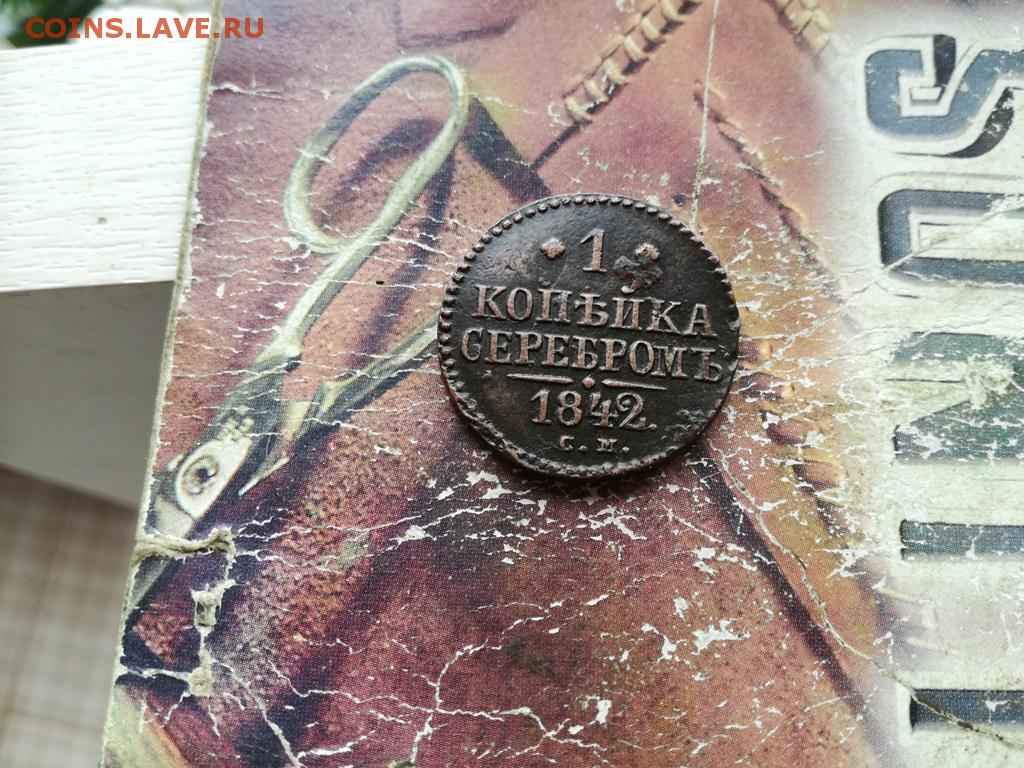 COINS.LAVE.RU
1
КОПѢЙКА
СЕРЕБРОМЪ
1842.
С. М.